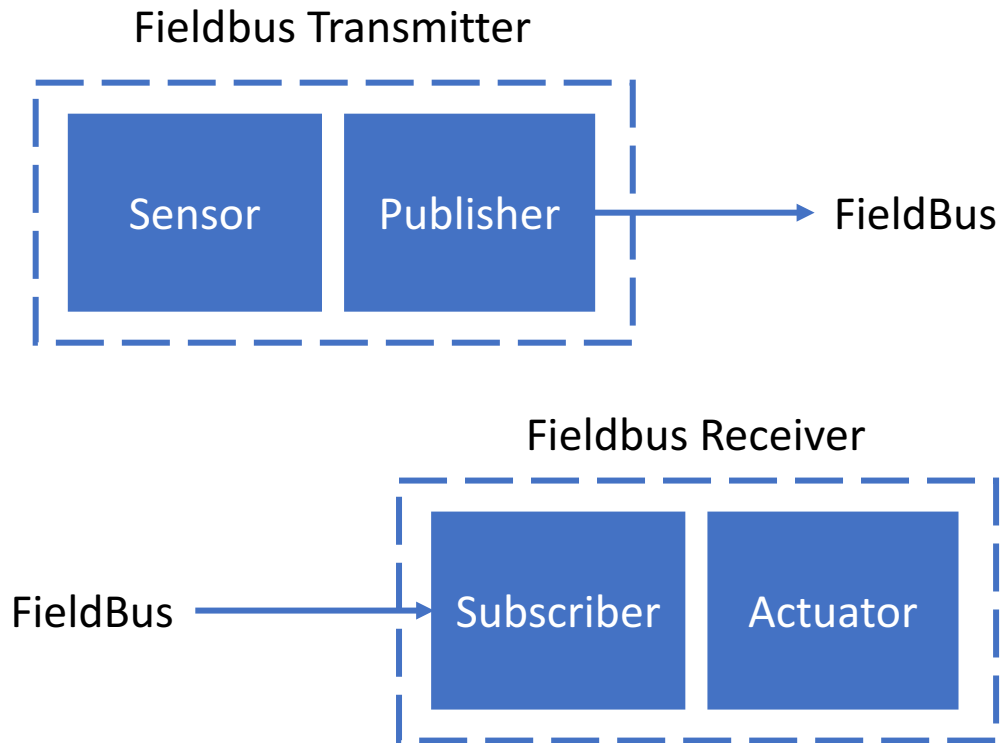 Fieldbus Transmitter
Sensor
Publisher
FieldBus
Fieldbus Receiver
FieldBus
Subscriber
Actuator